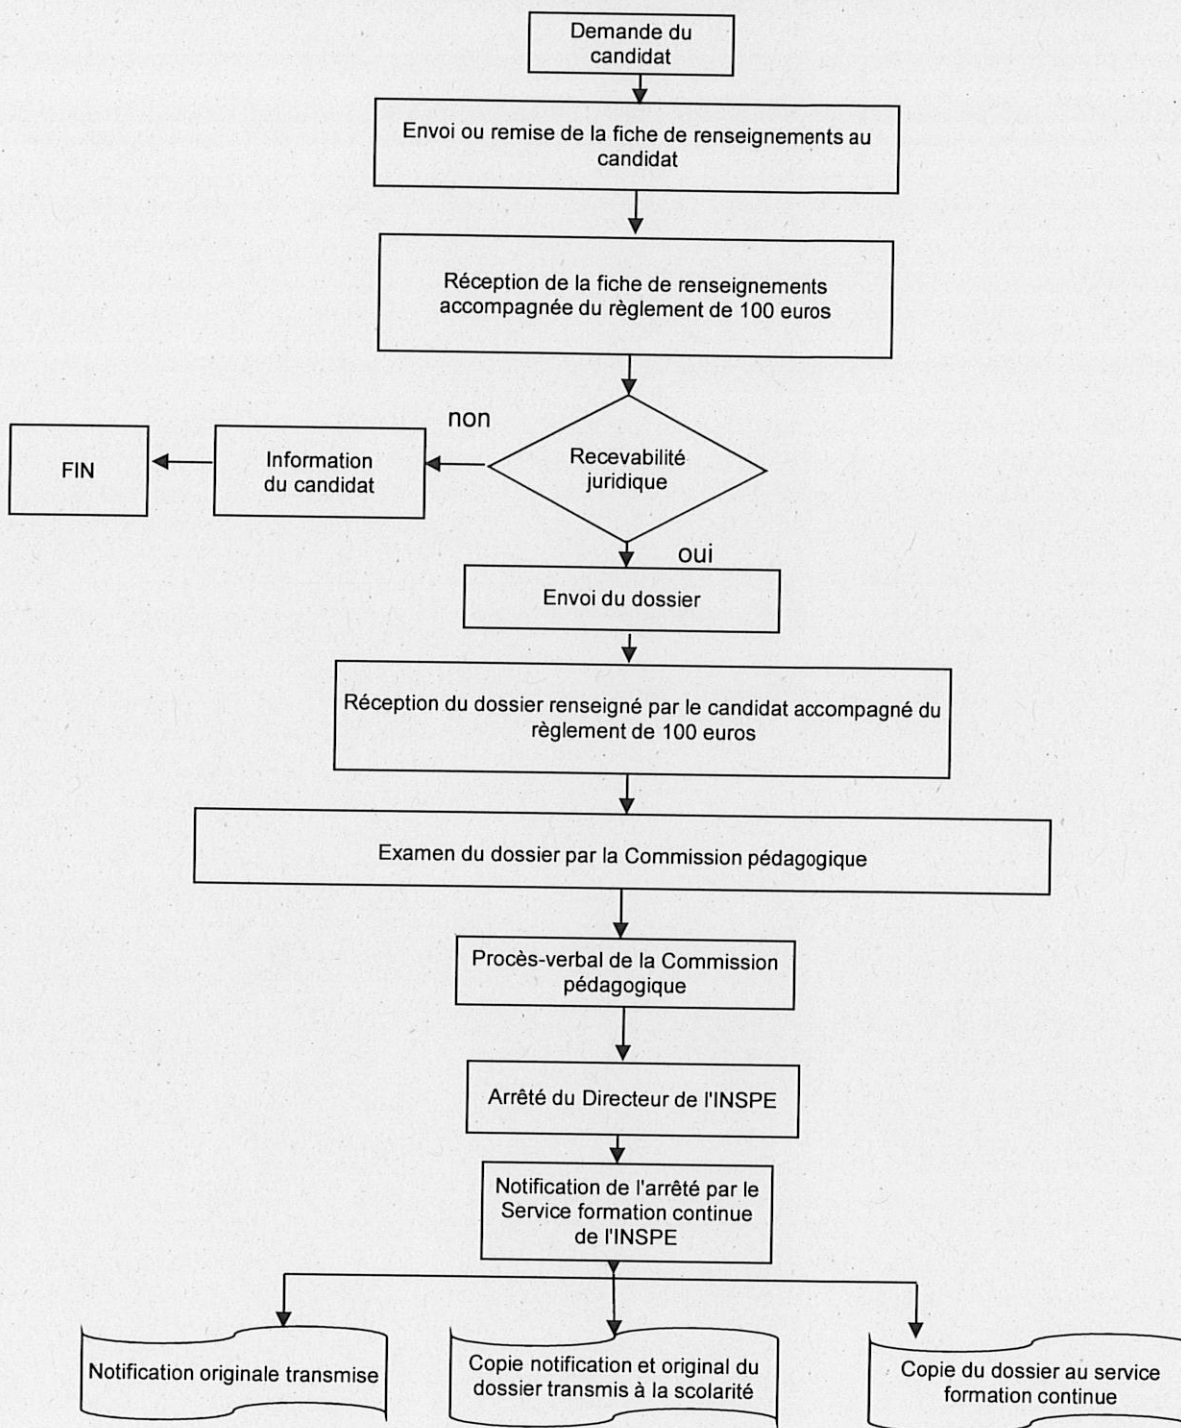 Demande du
candidat
Envoi ou remise de la fiche de renseignements au
candidat
Réception de la fiche de renseignements
accompagnée du règlement de 100 euros
non
Recevabilité
juridique
Information
du candidat
FIN
oui
Envoi du dossier
Réception du dossier renseigné par le candidat accompagné du
règlement de 100 euros
Examen du dossier par la Commission pédagogique
Procès-verbal de la Commission
pédagogique
Arrêté du Directeur de l'INSPE
Notification de l'arrêté par le
Service formation continue
de l'INSPE
Notification originale transmise
Copie notification et original du
dossier transmis à la scolarité
Copie du dossier au service
formation continue